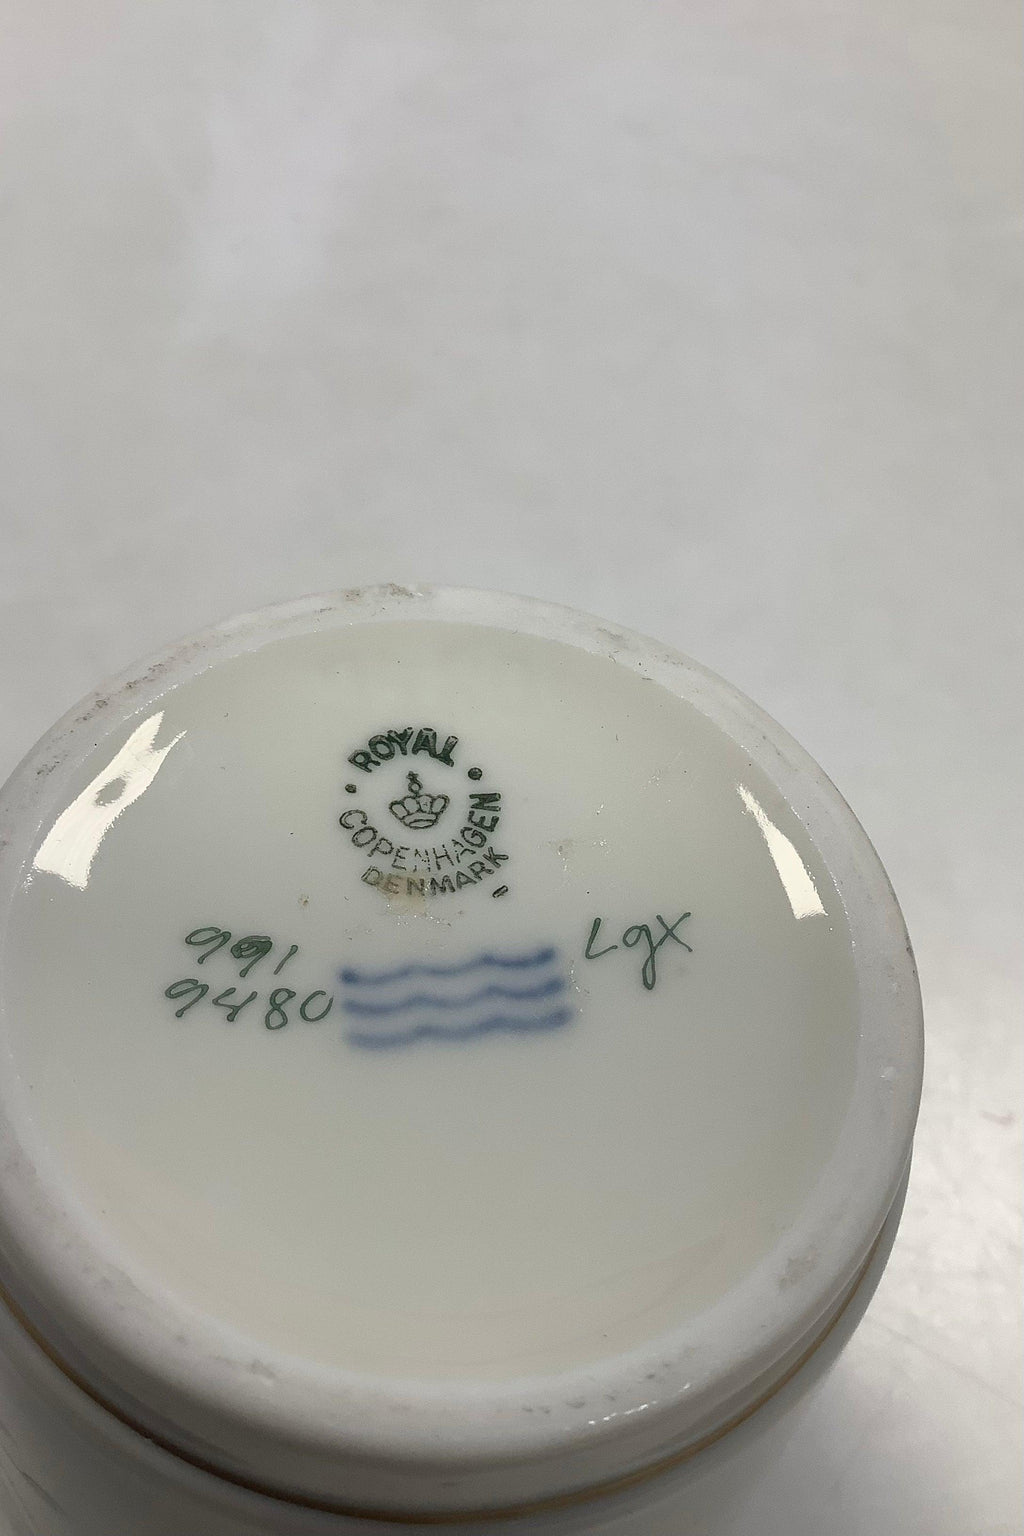 ROYAL
COPENHAGEN
DENMARK
991
9480
Lgx